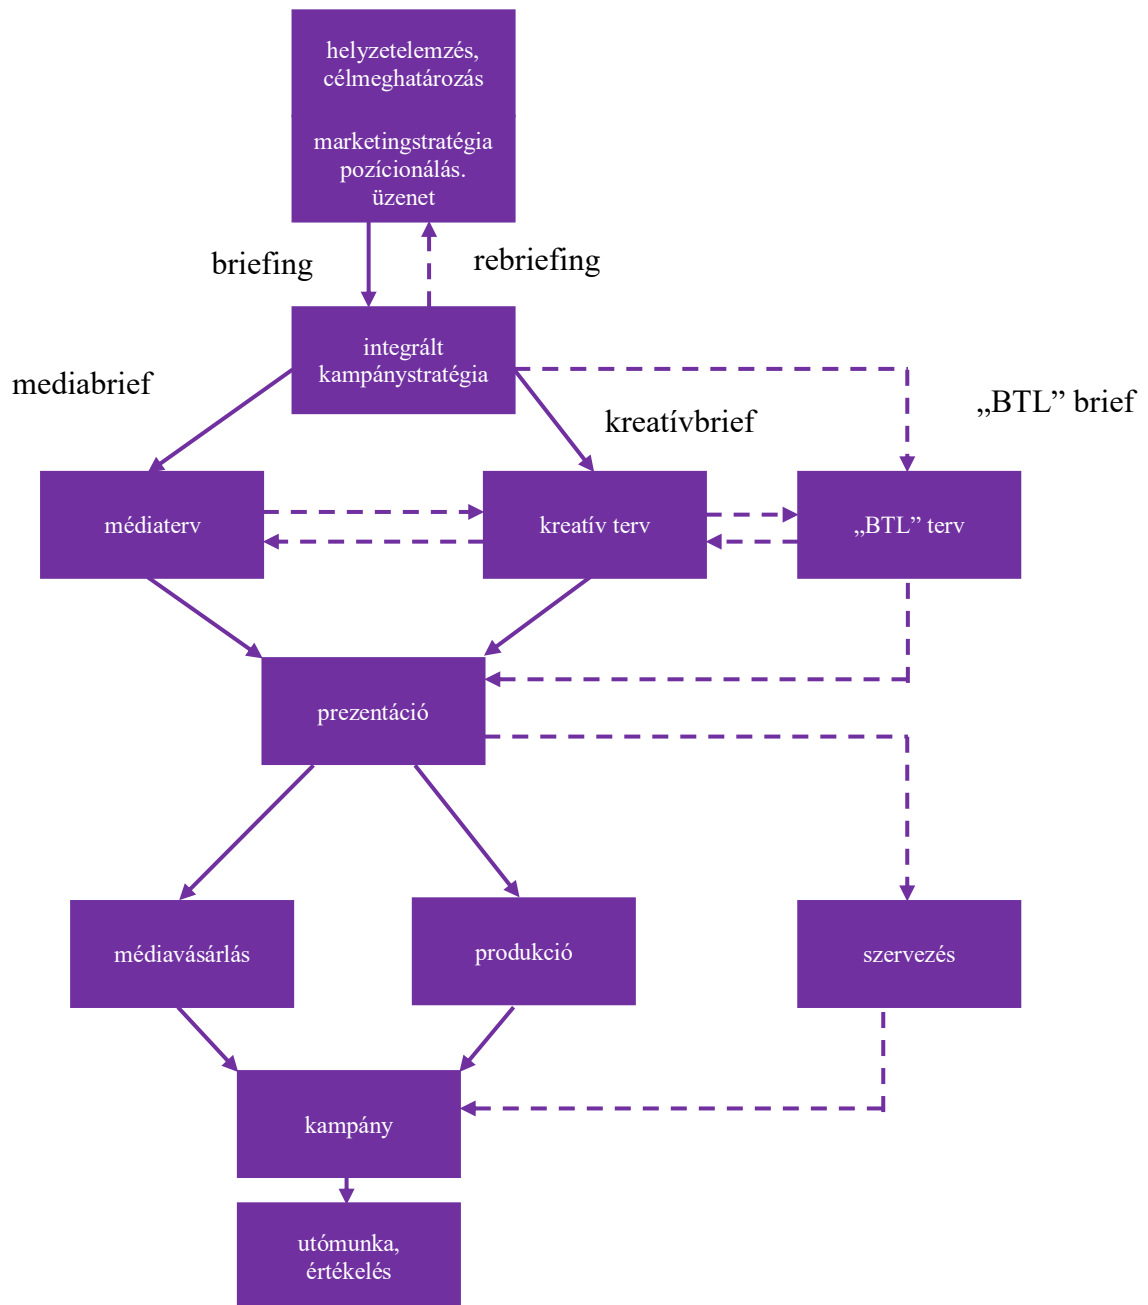 helyzetelemzés,
célmeghatározás
marketingstratégia
pozícionálás.
üzenet
briefing
rebriefing
integrált
kampánystratégia
mediabrief
kreatívbrief
„BTL” brief
médiaterv
kreatív terv
„BTL” terv
prezentáció
médiavásárlás
produkció
szervezés
kampány
utómunka,
értékelés